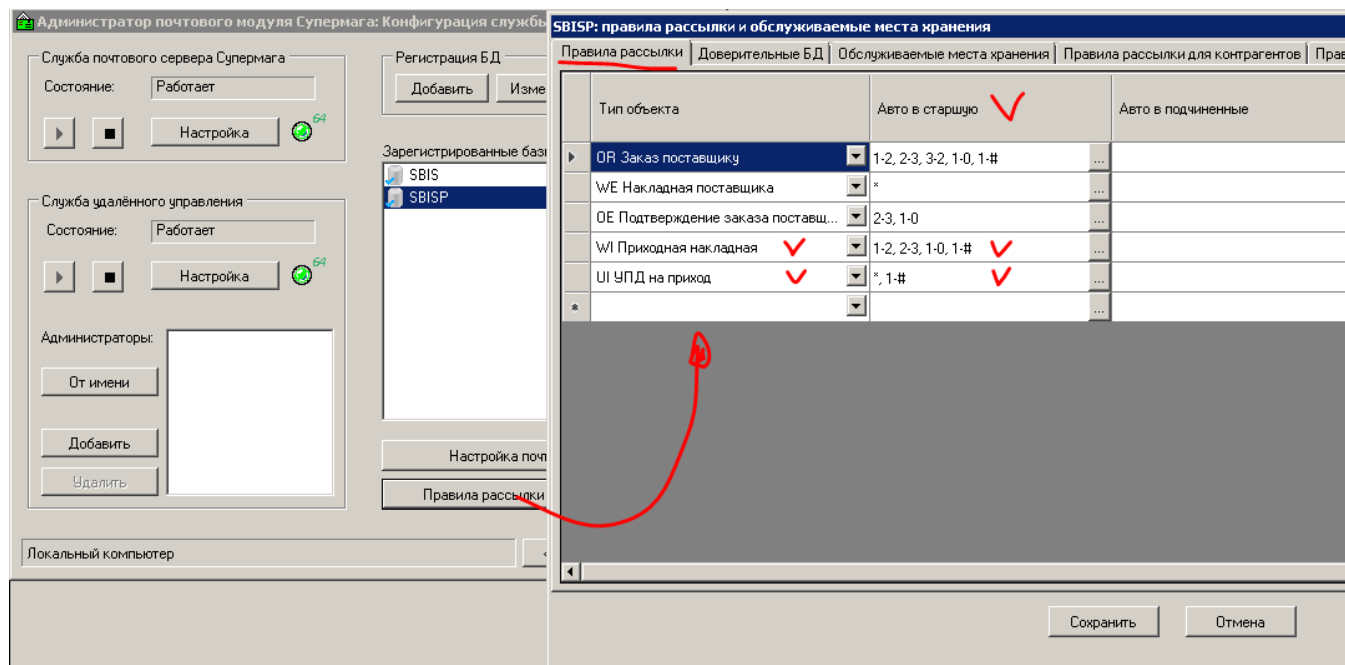 Администратор почтового модуля Супермага: Конфигурация службы
Служба почтового сервера Супермага
Состояние: Работает
Настройка
64
Служба удалённого управления
Состояние: Работает
Настройка
64
Администраторы:
От имени
Добавить
Удалить
Локальный компьютер
Регистрация БД
Добавить Изме
Зарегистрированные бази
SBIS
SBISP
Настройка поч
Правила рассылки
SBISP: правила рассылки и обслуживаемые места хранения
Правила рассылки Доверительные БД Обслуживаемые места хранения Правила рассылки для контрагентов Прав
Тип объекта Авто в старшую Авто в подчиненные
OR Заказ поставщику 1-2, 2-3, 3-2, 1-0, 1-# ...
WE Накладная поставщика * ...
OE Подтверждение заказа поставщ... 2-3, 1-0 ...
WI Приходная накладная 1-2, 2-3, 1-0, 1-# ...
UI УПД на приход *, 1-# ...
* ...
Сохранить Отмена